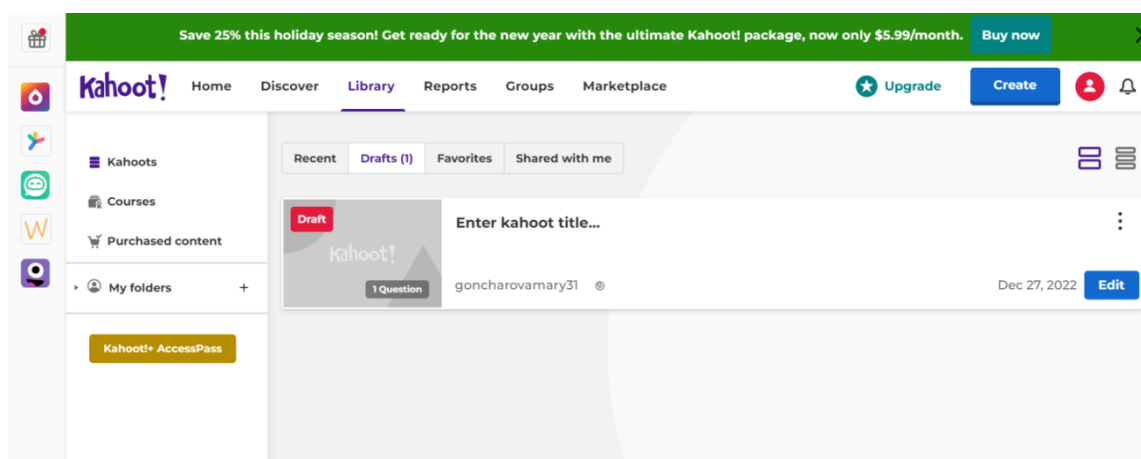 Save 25% this holiday season! Get ready for the new year with the ultimate Kahoot! package, now only $5.99/month. Buy now
Kahoot! Home Discover Library Reports Groups Marketplace Upgrade Create
Kahoots
Courses
Purchased content
My folders +
Kahoot!+ AccessPass
Recent Drafts (1) Favorites Shared with me
Draft
Kahoot!
1 Question
Enter kahoot title...
goncharovamary31
Dec 27, 2022 Edit
W